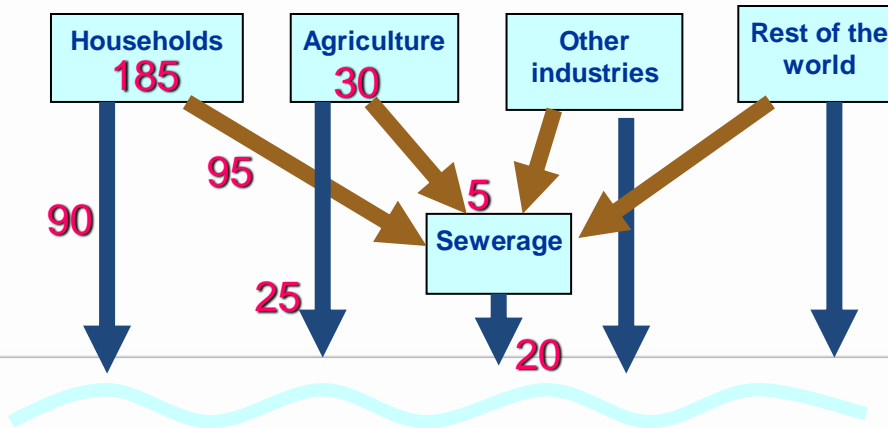 Households
185
Agriculture
30
Other
industries
Rest of the
world
95
90
5
Sewerage
25
20